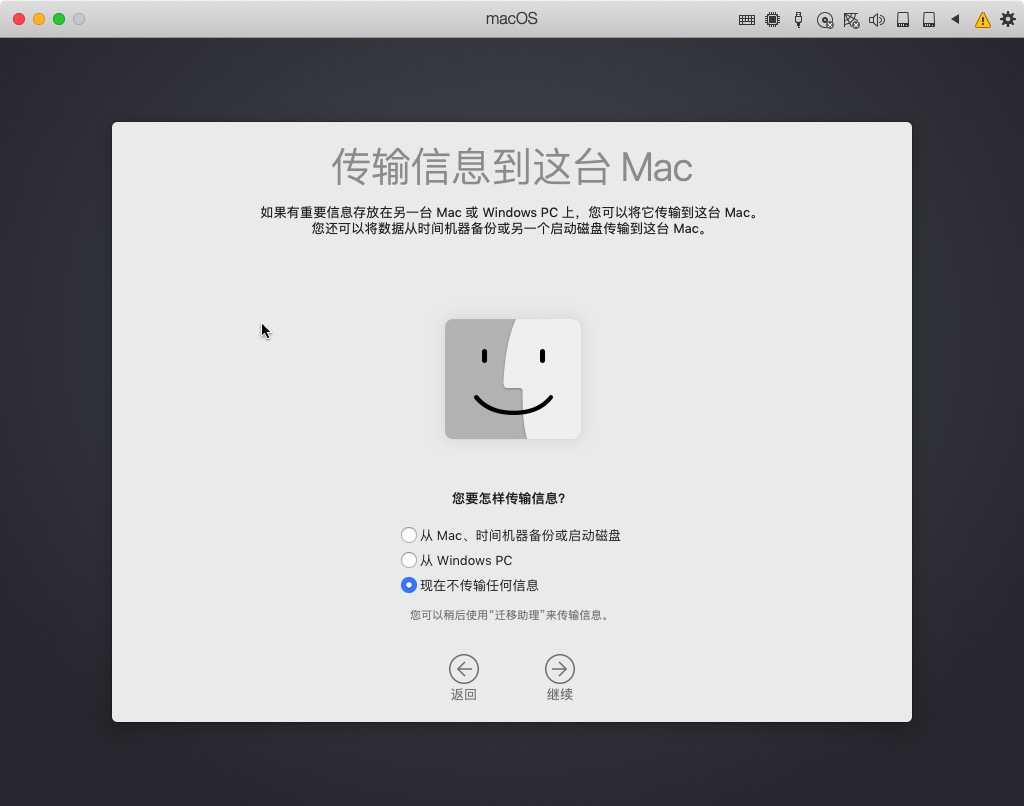 macOS
传输信息到这台 Mac
如果有重要信息存放在另一台 Mac 或 Windows PC 上，您可以将它传输到这台 Mac。
您还可以将数据从时间机器备份或另一个启动磁盘传输到这台 Mac。
您要怎样传输信息？
从 Mac、时间机器备份或启动磁盘
从 Windows PC
现在不传输任何信息
您可以稍后使用“迁移助理”来传输信息。
返回
继续